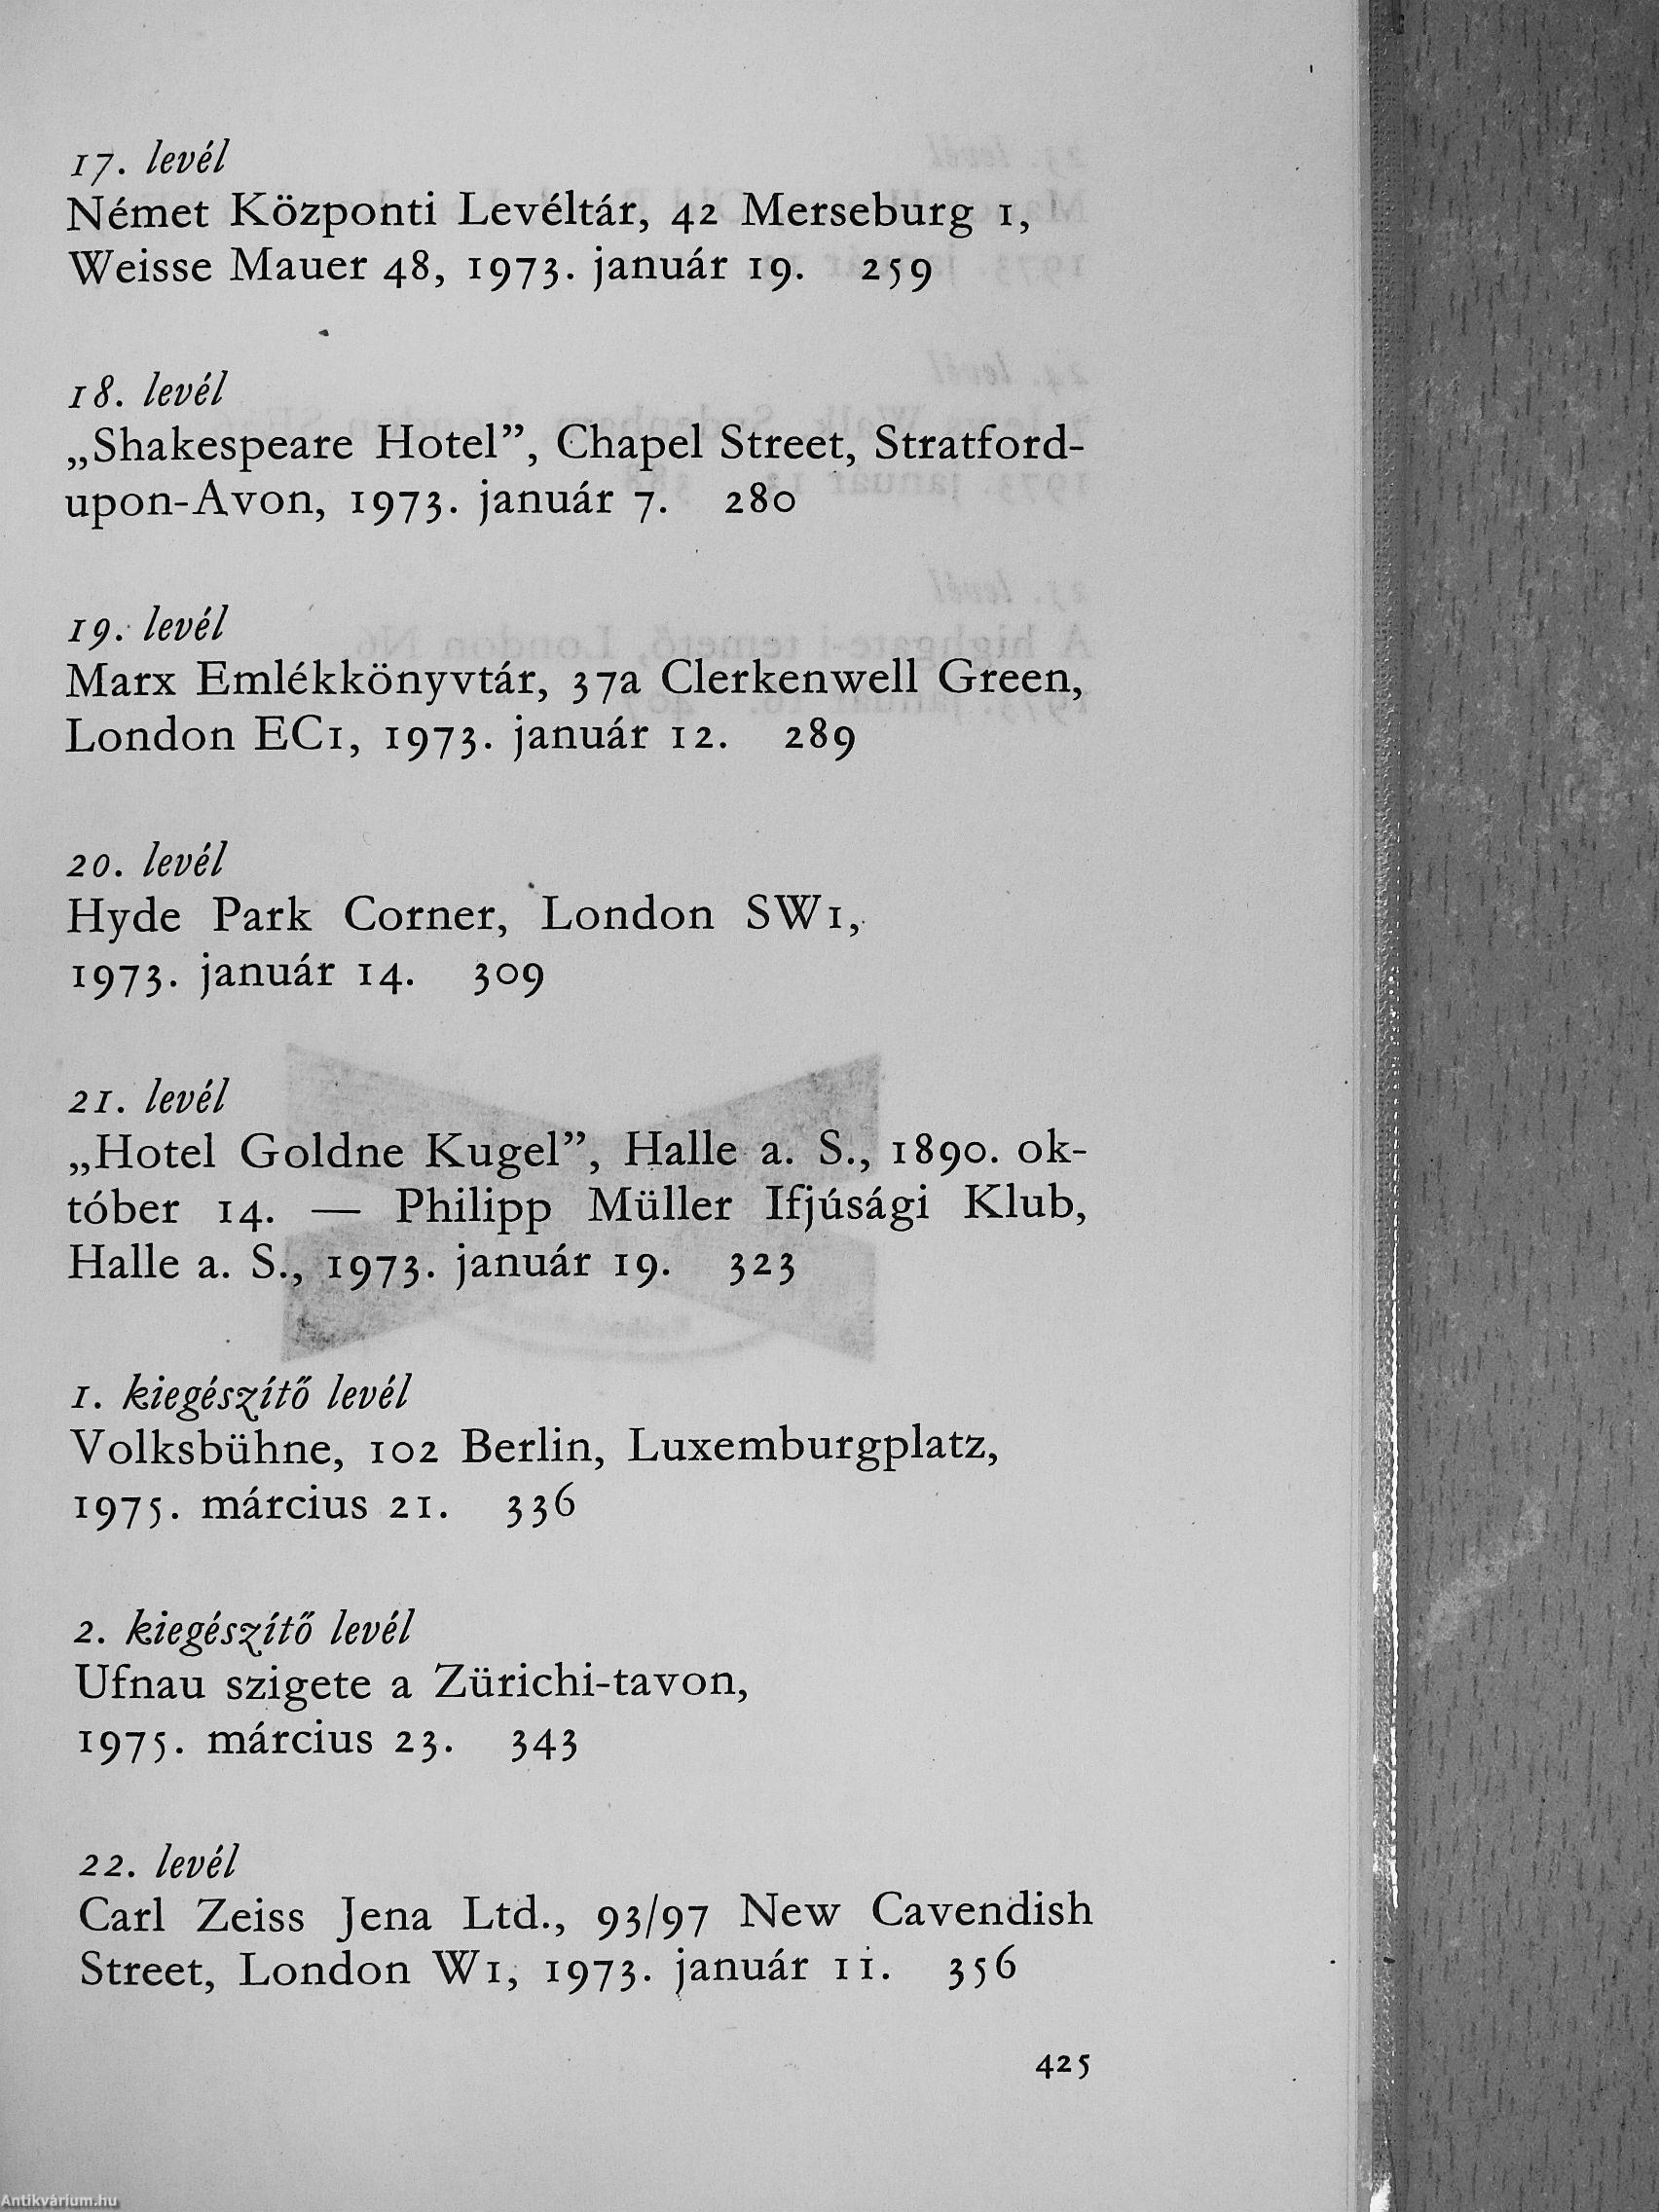 17. levél
Német Központi Levéltár, 42 Merseburg 1,
Weisse Mauer 48, 1973. január 19. 259
18. levél
„Shakespeare Hotel”, Chapel Street, Stratford-
upon-Avon, 1973. január 7. 280
19. levél
Marx Emlékkönyvtár, 37a Clerkenwell Green,
London EC1, 1973. január 12. 289
20. levél
Hyde Park Corner, London SW1,
1973. január 14. 309
21. levél
„Hotel Goldne Kugel”, Halle a. S., 1890. ok-
tóber 14. — Philipp Müller Ifjúsági Klub,
Halle a. S., 1973. január 19. 323
1. kiegészítő levél
Volksbühne, 102 Berlin, Luxemburgplatz,
1975. március 21. 336
2. kiegészítő levél
Ufnau szigete a Zürichi-tavon,
1975. március 23. 343
22. levél
Carl Zeiss Jena Ltd., 93/97 New Cavendish
Street, London W1, 1973. január 11. 356
425
Antikvárium.hu